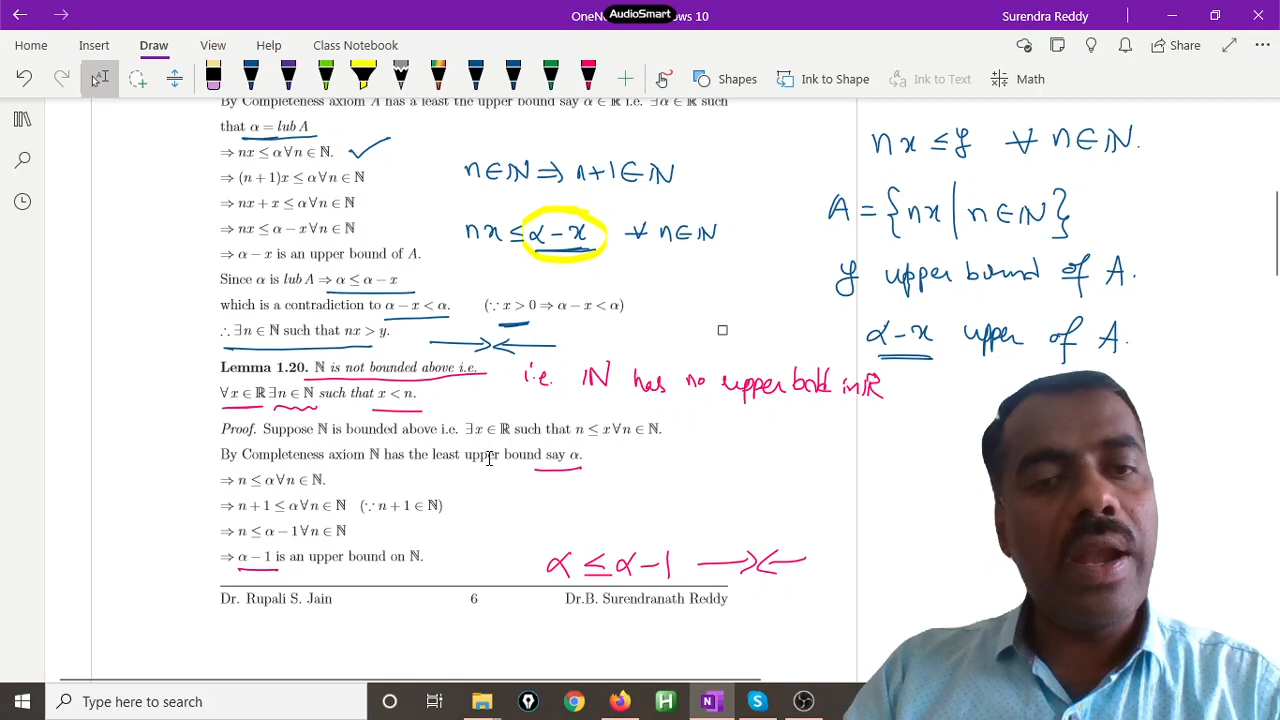 OneNo
AudioSmart
ws 10
Surendra Reddy
Home Insert Draw View Help Class Notebook
Share
Shapes Ink to Shape Ink to Text Math
By Completeness axiom A has a least the upper bound say α ∈ ℝ i.e. ∃ α ∈ ℝ such
that α = lub A
⇒ nx ≤ α ∀ n ∈ ℕ.
⇒ (n + 1)x ≤ α ∀ n ∈ ℕ
⇒ nx + x ≤ α ∀ n ∈ ℕ
⇒ nx ≤ α − x ∀ n ∈ ℕ
⇒ α − x is an upper bound of A.
Since α is lub A ⇒ α ≤ α − x
which is a contradiction to α − x < α. (∵ x > 0 ⇒ α − x < α)
∴ ∃ n ∈ ℕ such that nx > y.
□
n∈ℕ ⇒ n+1∈ℕ
nx ≤ α − x ∀ n∈ℕ
nx ≤ y ∀ n∈ℕ.
A = {nx | n∈ℕ}
y upper bound of A.
α−x upper of A.
Lemma 1.20. ℕ is not bounded above i.e.
∀ x ∈ ℝ ∃ n ∈ ℕ such that x < n.
i.e. ℕ has no upper bdd in ℝ
Proof. Suppose ℕ is bounded above i.e. ∃ x ∈ ℝ such that n ≤ x ∀ n ∈ ℕ.
By Completeness axiom ℕ has the least upper bound say α.
⇒ n ≤ α ∀ n ∈ ℕ.
⇒ n + 1 ≤ α ∀ n ∈ ℕ (∵ n + 1 ∈ ℕ)
⇒ n ≤ α − 1 ∀ n ∈ ℕ
⇒ α − 1 is an upper bound on ℕ.
α ≤ α − 1 →←
Dr. Rupali S. Jain 6 Dr.B. Surendranath Reddy
Type here to search